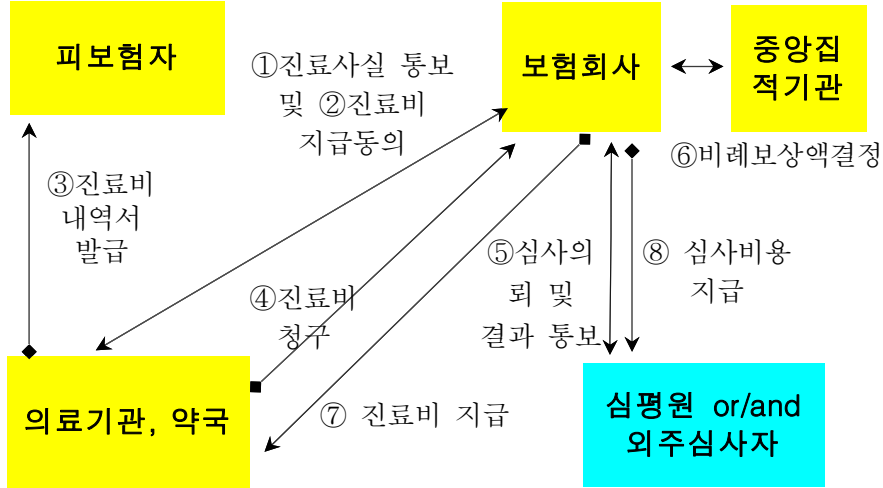 피보험자
①진료사실 통보
및 ②진료비
지급동의
보험회사
중앙집
적기관
⑥비례보상액결정
③진료비
내역서
발급
④진료비
청구
⑤심사의
뢰 및
결과 통보
⑧ 심사비용
지급
의료기관, 약국
⑦ 진료비 지급
심평원 or/and
외주심사자